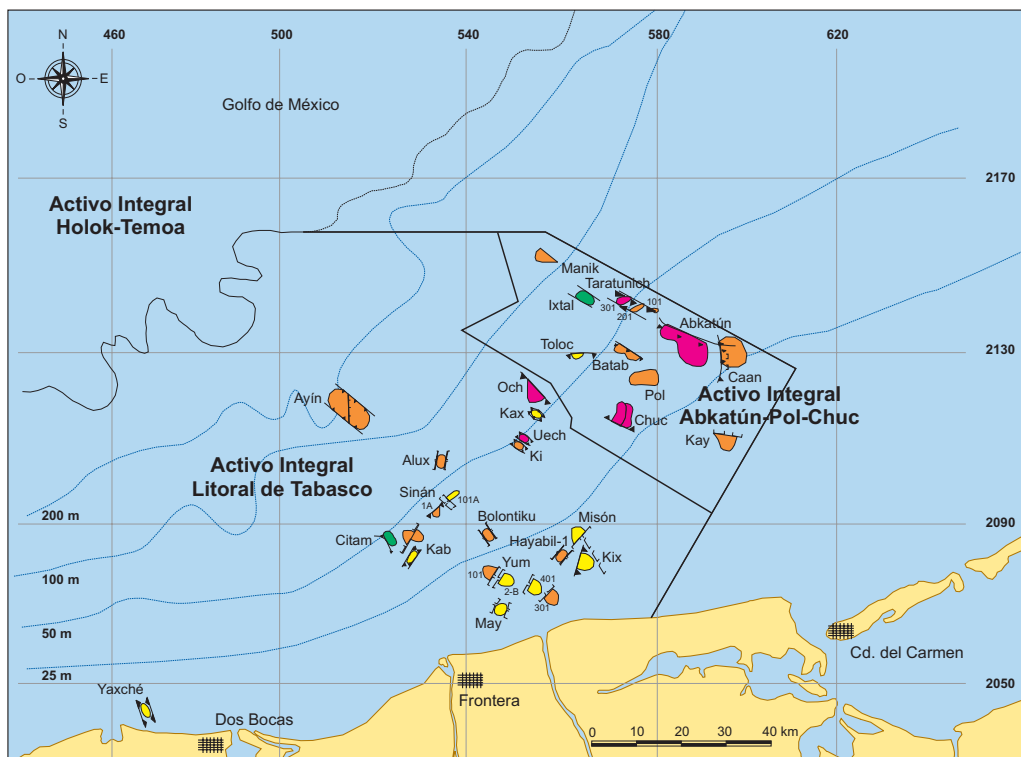 460 500 540 580 620
N
O E
S
Golfo de México
2170
Activo Integral
Holok-Temoa
Manik
Taratunich
Ixtal
301
201
101
Abkatún
Toloc
2130
Batab
Caan
Och
Pol
Activo Integral
Abkatún-Pol-Chuc
Ayín
Kax
Chuc
Uech
Kay
Ki
Alux
Activo Integral
Litoral de Tabasco
Sinán
101A
1A
200 m
Bolontiku
Misón
2090
Citam
Hayabil-1
Kab
Kix
Yum
100 m
101
401
2-B
301
May
50 m
Cd. del Carmen
25 m
2050
Yaxché
Frontera
Dos Bocas
0 10 20 30 40 km